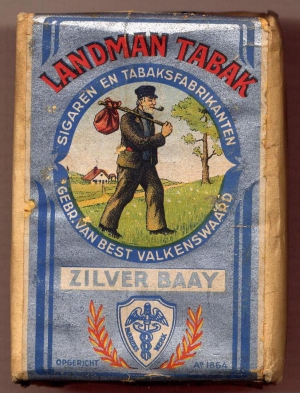 LANDMAN TABAK
SIGAREN EN TABAKSFABRIKANTEN
GEBR. VAN BEST VALKENSWAARD
ZILVER BAAY
OPGERICHT Aº 1864